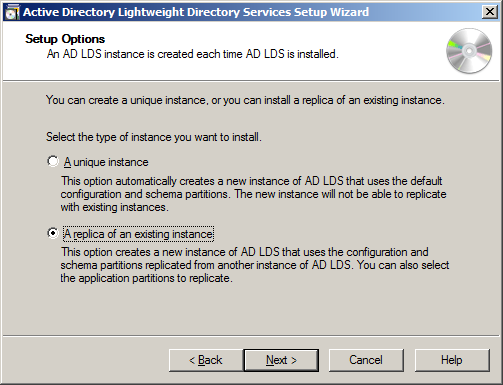 Active Directory Lightweight Directory Services Setup Wizard
Setup Options
An AD LDS instance is created each time AD LDS is installed.
You can create a unique instance, or you can install a replica of an existing instance.
Select the type of instance you want to install.
A unique instance
This option automatically creates a new instance of AD LDS that uses the default
configuration and schema partitions. The new instance will not be able to replicate
with existing instances.
A replica of an existing instance
This option creates a new instance of AD LDS that uses the configuration and
schema partitions replicated from another instance of AD LDS. You can also select
the application partitions to replicate.
< Back
Next >
Cancel
Help